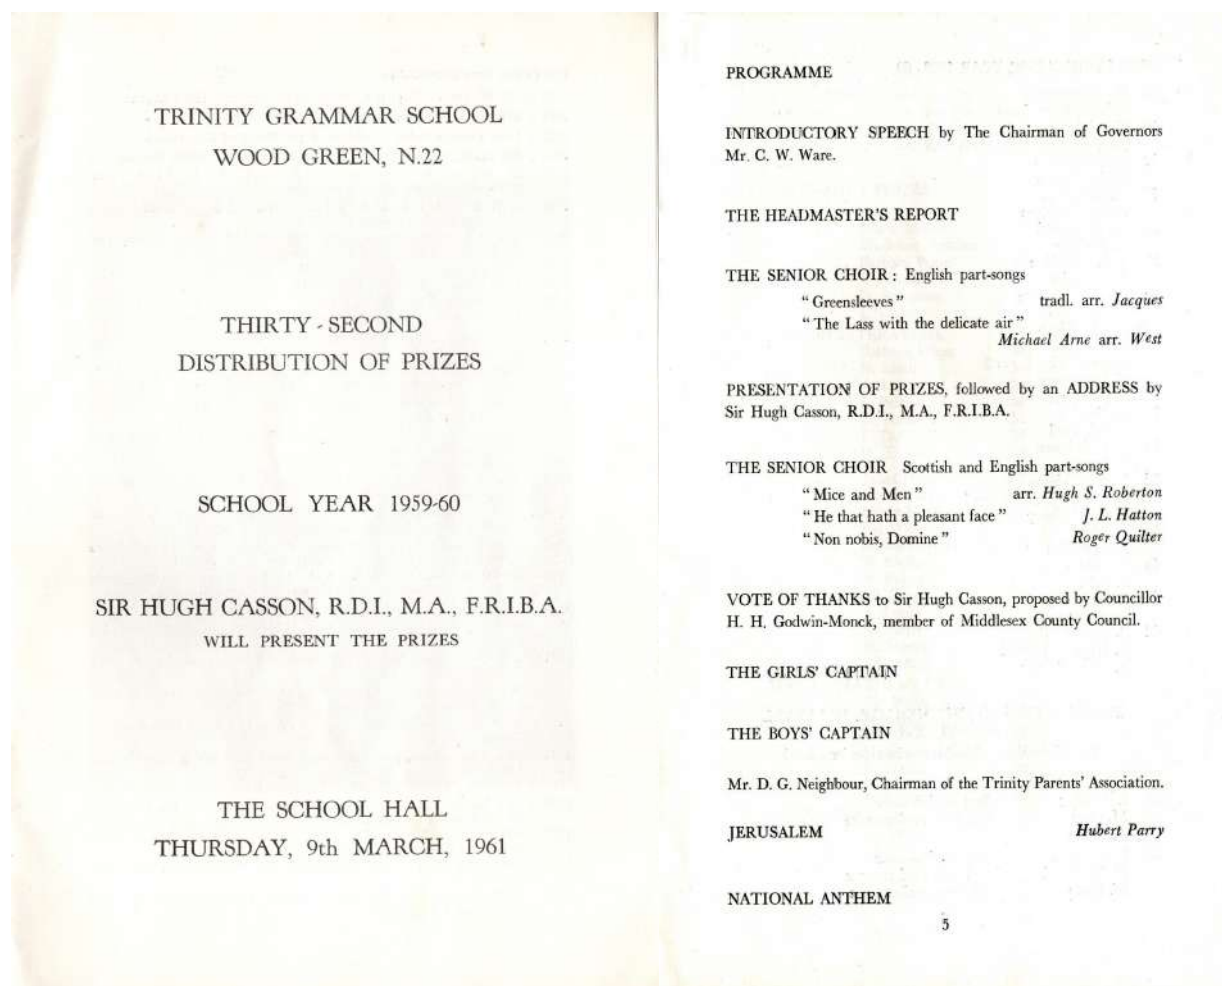 TRINITY GRAMMAR SCHOOL
WOOD GREEN, N.22
THIRTY-SECOND
DISTRIBUTION OF PRIZES
SCHOOL YEAR 1959-60
SIR HUGH CASSON, R.D.I., M.A., F.R.I.B.A.
WILL PRESENT THE PRIZES
THE SCHOOL HALL
THURSDAY, 9th MARCH, 1961
PROGRAMME
INTRODUCTORY SPEECH by The Chairman of Governors
Mr. C. W. Ware.
THE HEADMASTER'S REPORT
THE SENIOR CHOIR: English part-songs
"Greensleeves" tradl. arr. Jacques
"The Lass with the delicate air"
Michael Arne arr. West
PRESENTATION OF PRIZES, followed by an ADDRESS by
Sir Hugh Casson, R.D.I., M.A., F.R.I.B.A.
THE SENIOR CHOIR Scottish and English part-songs
"Mice and Men" arr. Hugh S. Roberton
"He that hath a pleasant face" J. L. Hatton
"Non nobis, Domine" Roger Quilter
VOTE OF THANKS to Sir Hugh Casson, proposed by Councillor
H. H. Godwin-Monck, member of Middlesex County Council.
THE GIRLS' CAPTAIN
THE BOYS' CAPTAIN
Mr. D. G. Neighbour, Chairman of the Trinity Parents' Association.
JERUSALEM Hubert Parry
NATIONAL ANTHEM
5